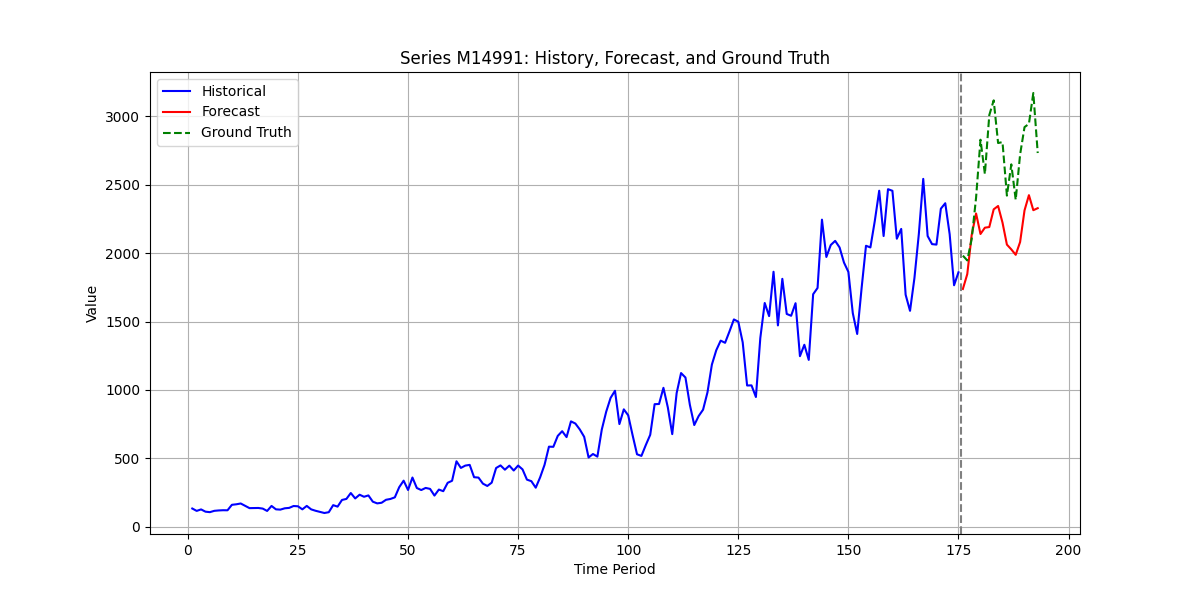 Series M14991: History, Forecast, and Ground Truth
Historical
Forecast
Ground Truth
Value
3000
2500
2000
1500
1000
500
0
0 25 50 75 100 125 150 175 200
Time Period